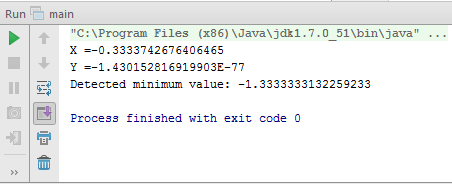 Run main
"C:\Program Files (x86)\Java\jdk1.7.0_51\bin\java" ...
X =-0.3333742676406465
Y =-1.430152816919903E-77
Detected minimum value: -1.3333333132259233
Process finished with exit code 0